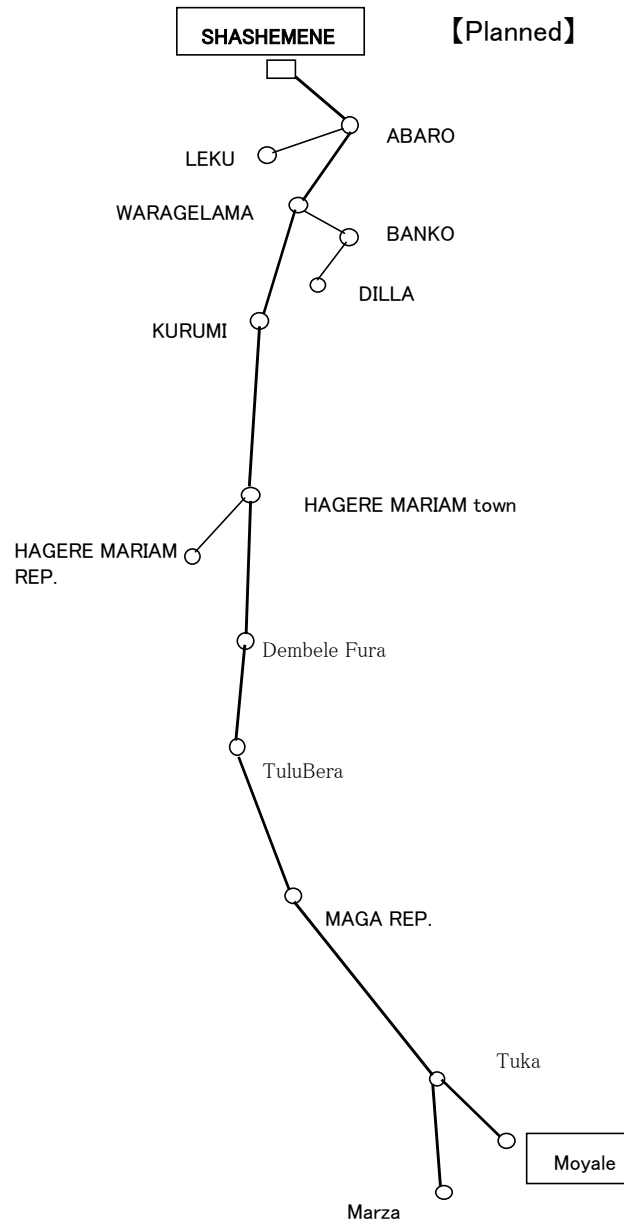 SHASHEMENE
【Planned】
ABARO
LEKU
WARAGELAMA
BANKO
DILLA
KURUMI
HAGERE MARIAM town
HAGERE MARIAM
REP.
Dembele Fura
TuluBera
MAGA REP.
Tuka
Moyale
Marza